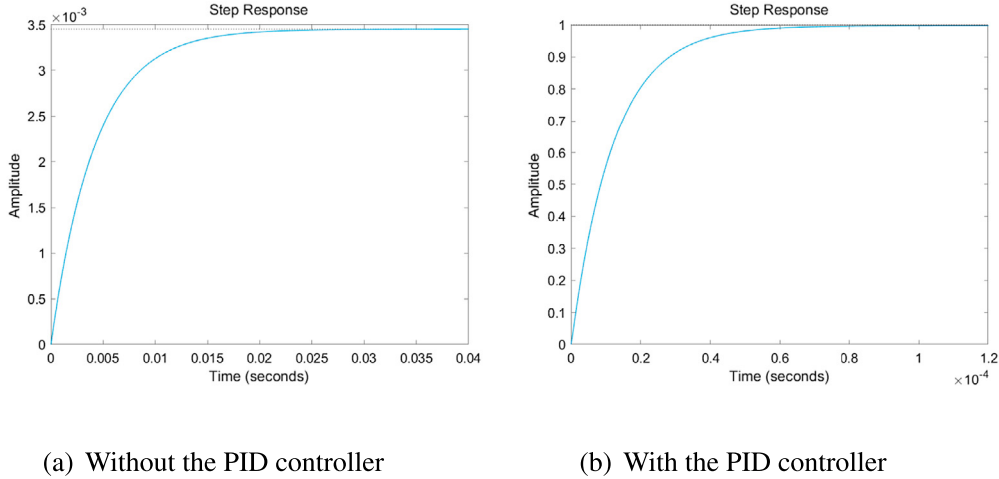 Step Response
×10⁻³
3.5
3
2.5
2
1.5
1
0.5
0
Amplitude
0 0.005 0.01 0.015 0.02 0.025 0.03 0.035 0.04
Time (seconds)
(a) Without the PID controller
Step Response
1
0.9
0.8
0.7
0.6
0.5
0.4
0.3
0.2
0.1
0
Amplitude
0 0.2 0.4 0.6 0.8 1 1.2
Time (seconds)
×10⁻⁴
(b) With the PID controller